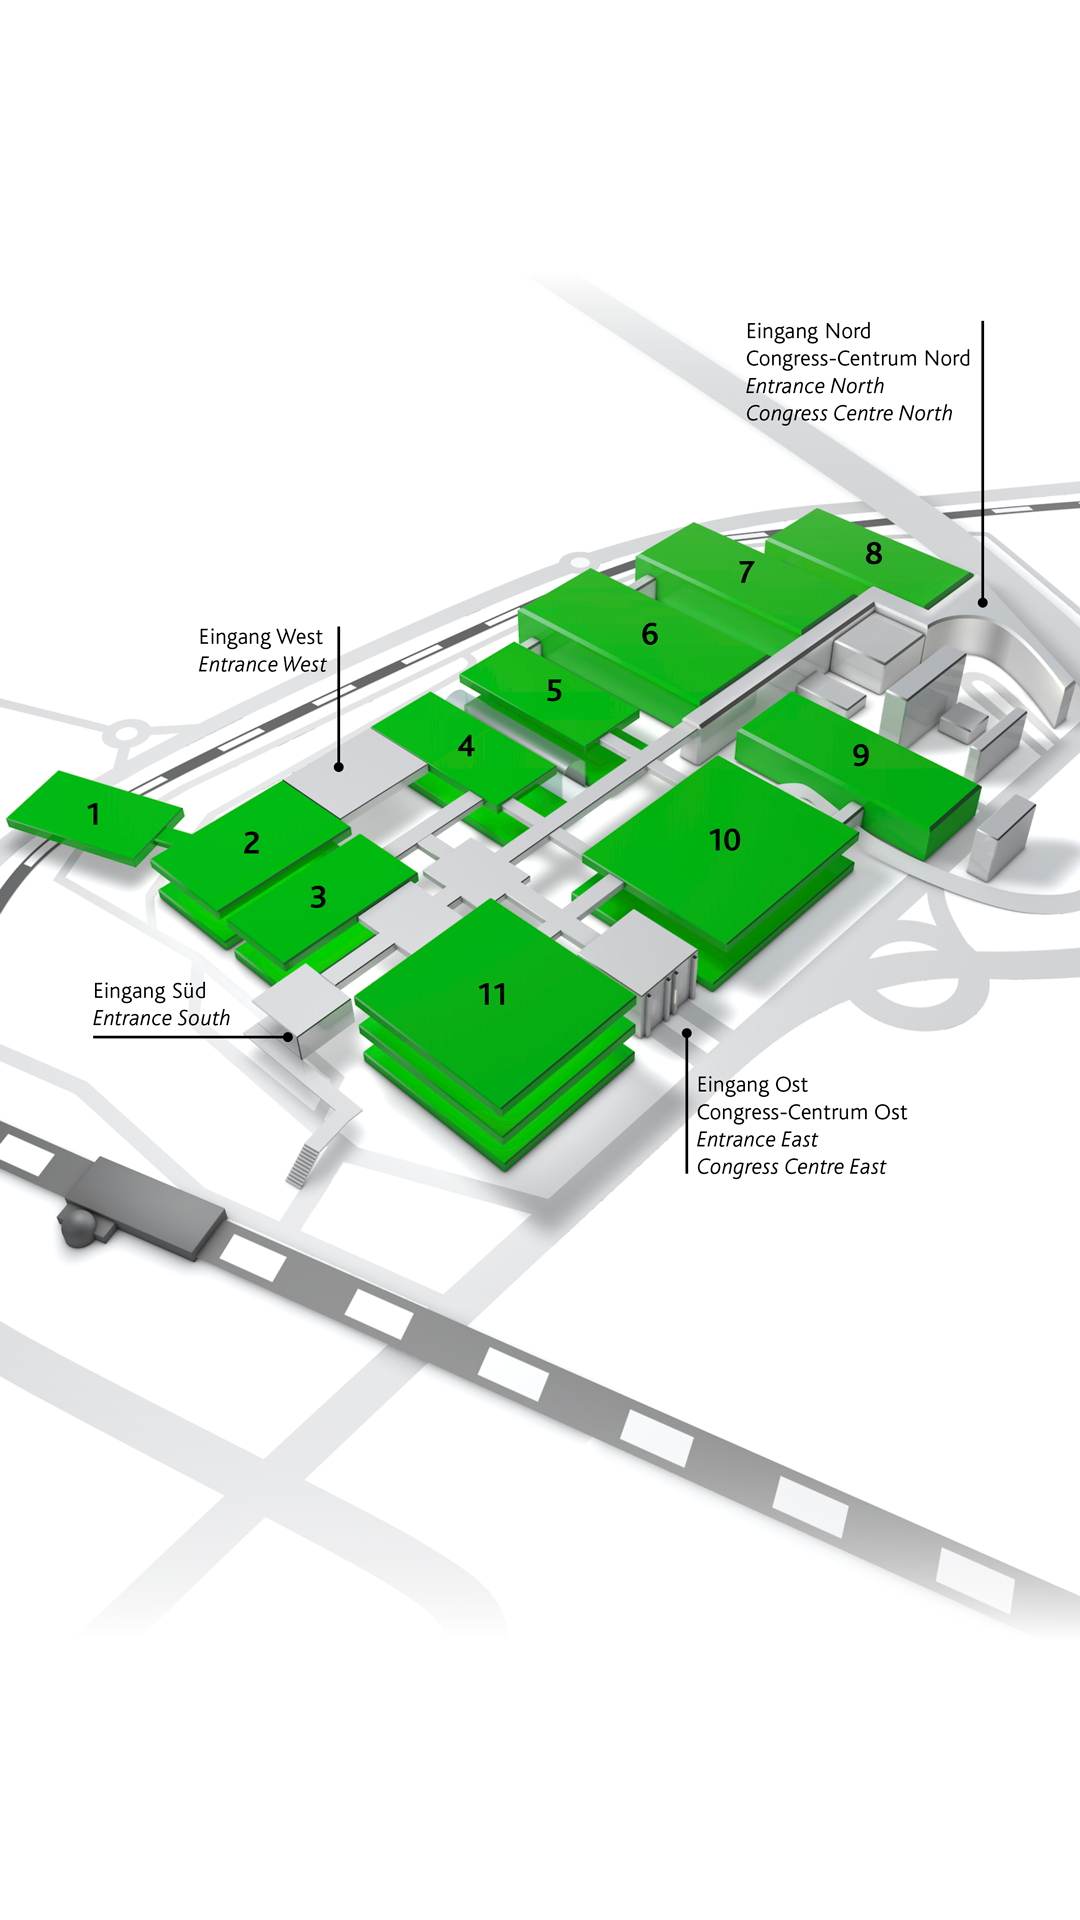 Eingang Nord
Congress-Centrum Nord
Entrance North
Congress Centre North
8
7
6
Eingang West
Entrance West
5
4
9
1
2
10
3
11
Eingang Süd
Entrance South
Eingang Ost
Congress-Centrum Ost
Entrance East
Congress Centre East